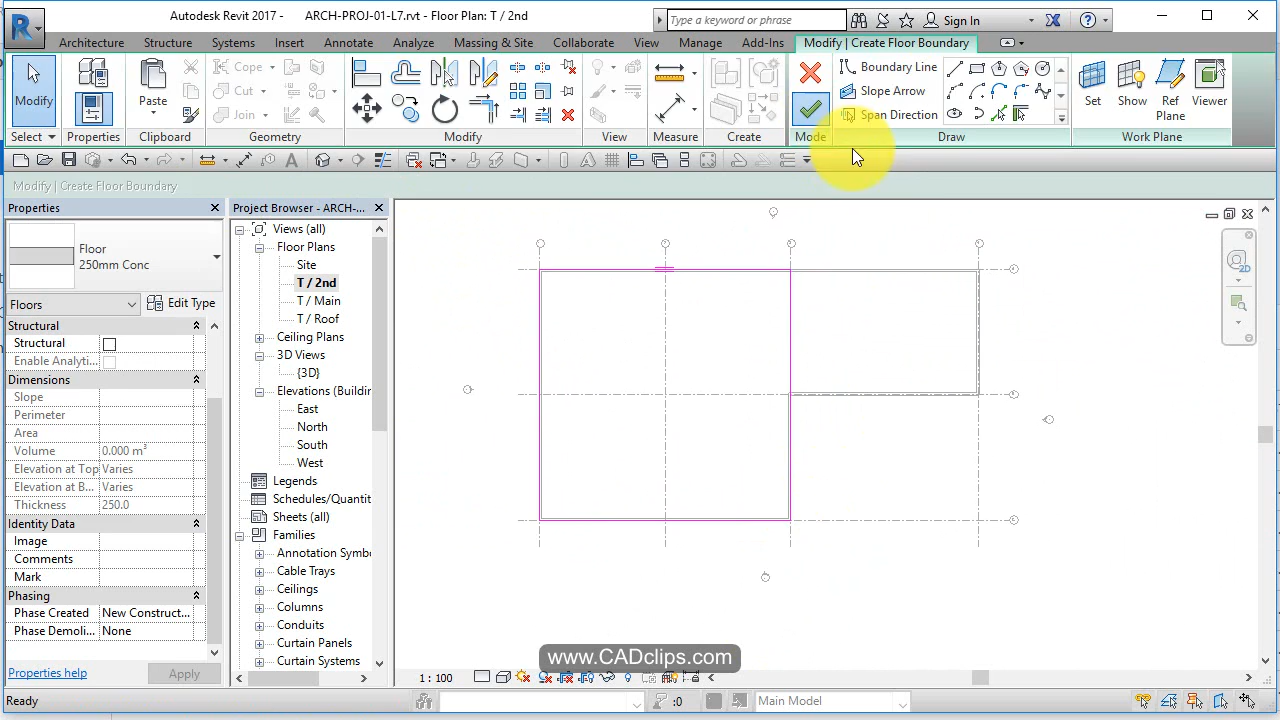 Autodesk Revit 2017 - ARCH-PROJ-01-L7.rvt - Floor Plan: T / 2nd
Type a keyword or phrase
Sign In
Architecture Structure Systems Insert Annotate Analyze Massing & Site Collaborate View Manage Add-Ins Modify | Create Floor Boundary
Modify
Paste
Cope
Cut
Join
Boundary Line
Slope Arrow
Span Direction
Set Show Ref Plane Viewer
Select Properties Clipboard Geometry Modify View Measure Create Mode Draw Work Plane
Modify | Create Floor Boundary
Properties
Floor
250mm Conc
Floors
Edit Type
Structural
Structural
Enable Analyti...
Dimensions
Slope
Perimeter
Area
Volume 0.000 m³
Elevation at Top Varies
Elevation at B... Varies
Thickness 250.0
Identity Data
Image
Comments
Mark
Phasing
Phase Created New Construct...
Phase Demoli... None
Properties help
Apply
Project Browser - ARCH-...
Views (all)
Floor Plans
Site
T / 2nd
T / Main
T / Roof
Ceiling Plans
3D Views
{3D}
Elevations (Buildin
East
North
South
West
Legends
Schedules/Quantit
Sheets (all)
Families
Annotation Symbo
Cable Trays
Ceilings
Columns
Conduits
Curtain Panels
Curtain Systems
2D
www.CADclips.com
1 : 100
Ready
:0
Main Model